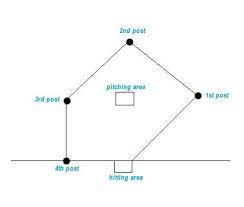 2nd post
pitching area
3rd post
1st post
4th post
hitting area